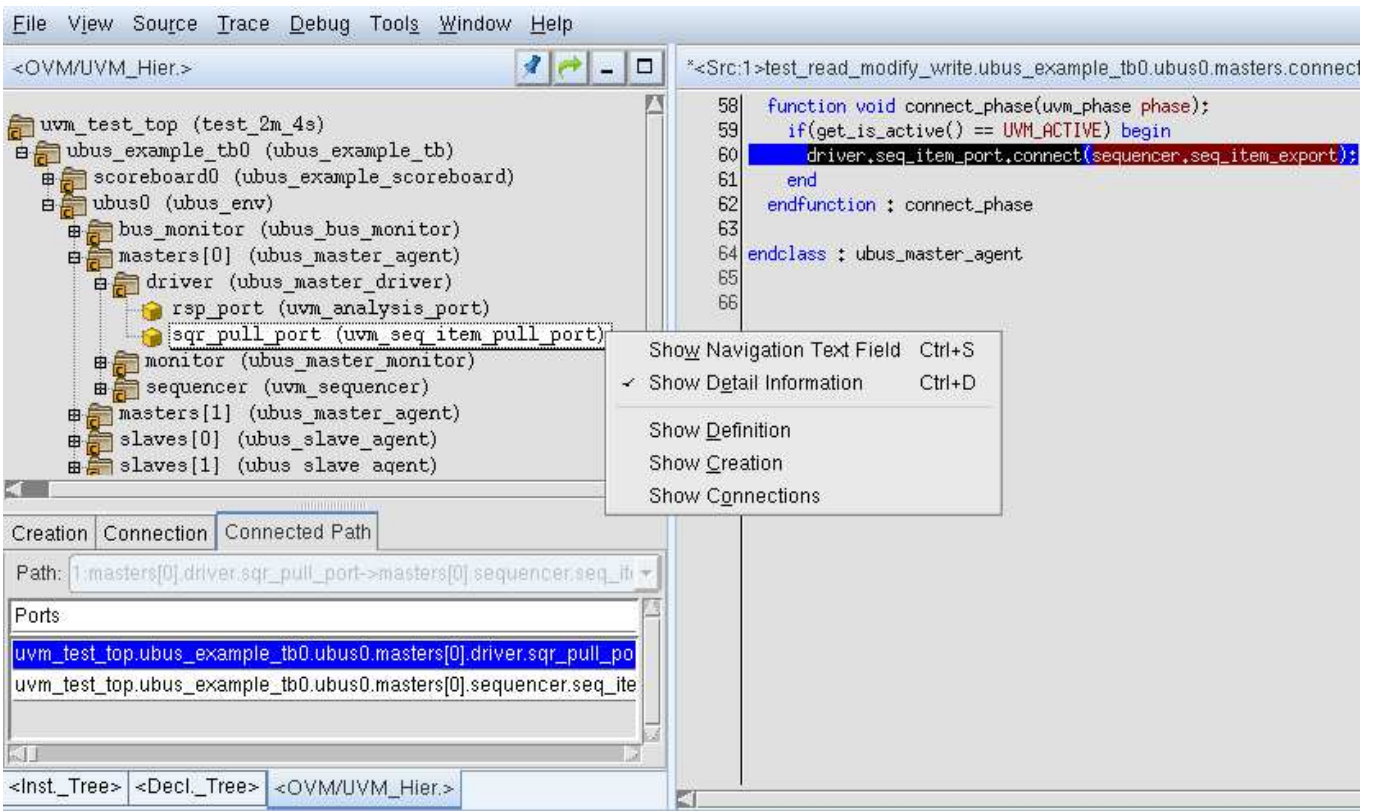 File View Source Trace Debug Tools Window Help
<OVM/UVM_Hier.>
uvm_test_top (test_2m_4s)
ubus_example_tb0 (ubus_example_tb)
scoreboard0 (ubus_example_scoreboard)
ubus0 (ubus_env)
bus_monitor (ubus_bus_monitor)
masters[0] (ubus_master_agent)
driver (ubus_master_driver)
rsp_port (uvm_analysis_port)
sqr_pull_port (uvm_seq_item_pull_port)
monitor (ubus_master_monitor)
sequencer (uvm_sequencer)
masters[1] (ubus_master_agent)
slaves[0] (ubus_slave_agent)
slaves[1] (ubus slave agent)
*<Src:1>test_read_modify_write.ubus_example_tb0.ubus0.masters.connect
58 function void connect_phase(uvm_phase phase);
59 if(get_is_active() == UVM_ACTIVE) begin
60 driver.seq_item_port.connect(sequencer.seq_item_export);
61 end
62 endfunction : connect_phase
63
64 endclass : ubus_master_agent
65
66
Show Navigation Text Field Ctrl+S
✓ Show Detail Information Ctrl+D
Show Definition
Show Creation
Show Connections
Creation Connection Connected Path
Path: 1:masters[0].driver.sqr_pull_port->masters[0].sequencer.seq_it
Ports
uvm_test_top.ubus_example_tb0.ubus0.masters[0].driver.sqr_pull_po
uvm_test_top.ubus_example_tb0.ubus0.masters[0].sequencer.seq_ite
<Inst._Tree> <Decl._Tree> <OVM/UVM_Hier.>